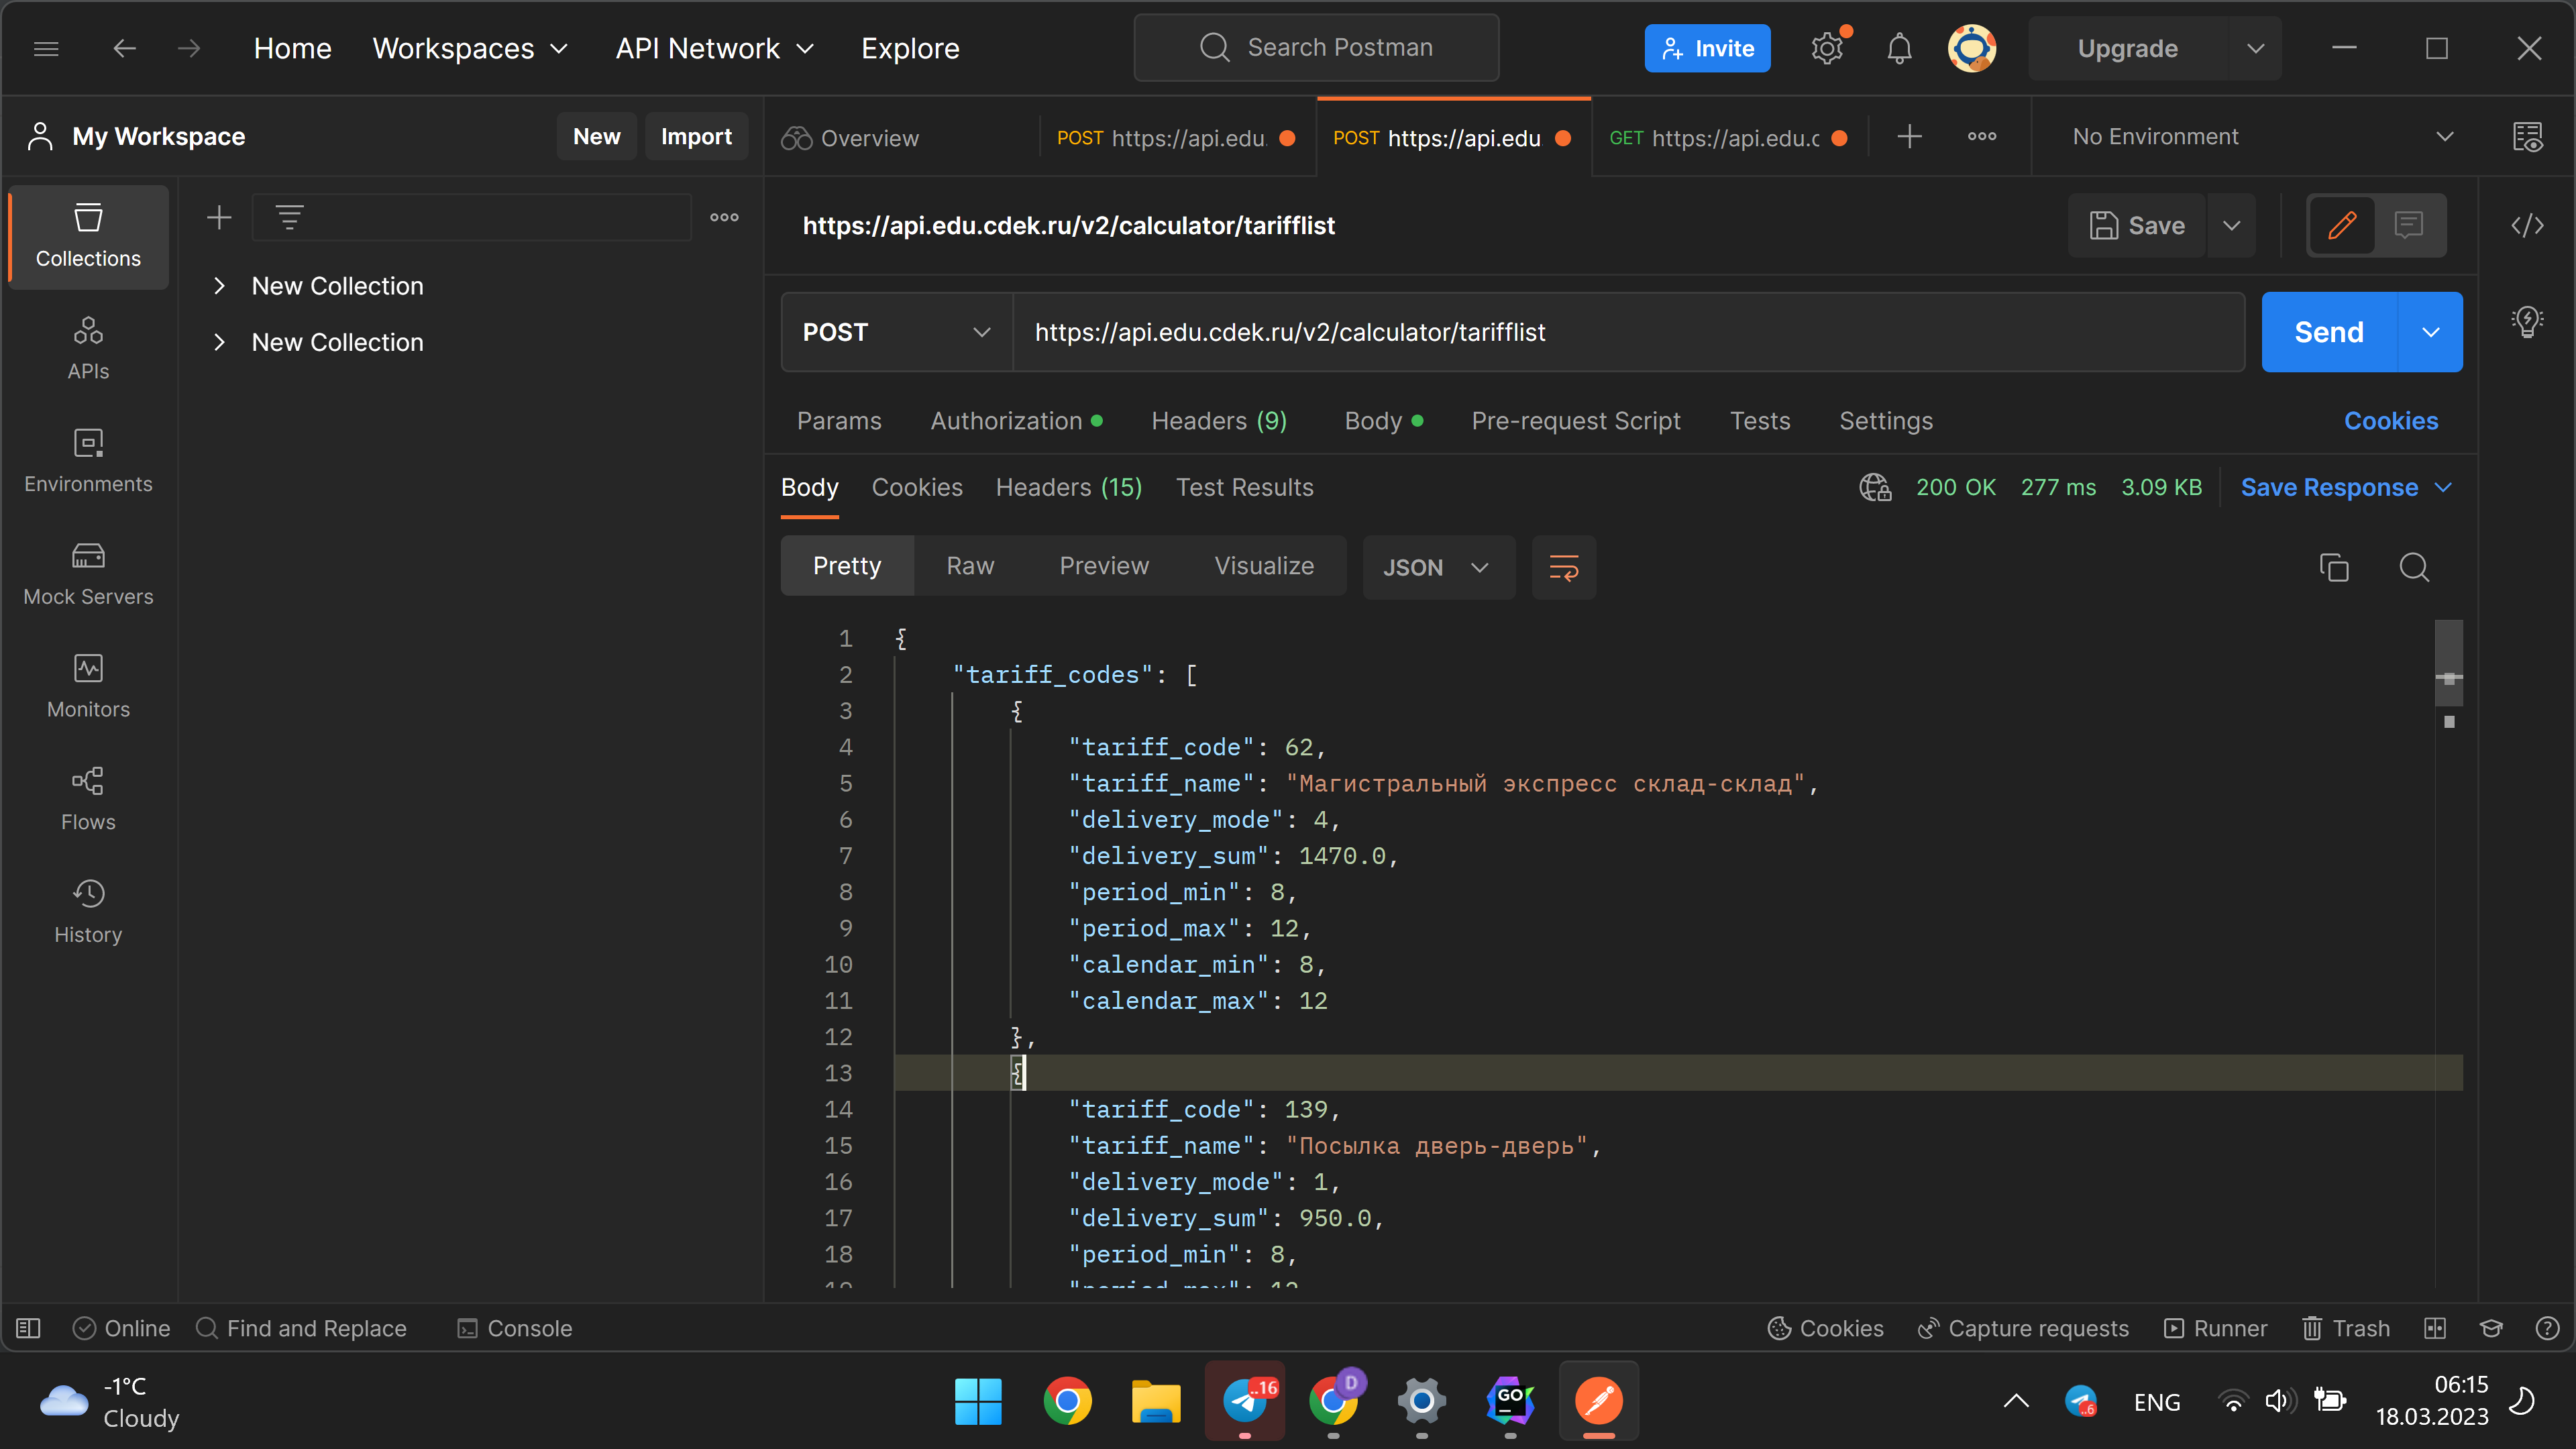 Home Workspaces API Network Explore Search Postman Invite Upgrade
My Workspace New Import Overview POST https://api.edu. POST https://api.edu. GET https://api.edu.c No Environment
Collections
APIs
Environments
Mock Servers
Monitors
Flows
History
New Collection
New Collection
https://api.edu.cdek.ru/v2/calculator/tarifflist Save
POST https://api.edu.cdek.ru/v2/calculator/tarifflist Send
Params Authorization Headers (9) Body Pre-request Script Tests Settings Cookies
Body Cookies Headers (15) Test Results 200 OK 277 ms 3.09 KB Save Response
Pretty Raw Preview Visualize JSON
1 {
2 "tariff_codes": [
3 {
4 "tariff_code": 62,
5 "tariff_name": "Магистральный экспресс склад-склад",
6 "delivery_mode": 4,
7 "delivery_sum": 1470.0,
8 "period_min": 8,
9 "period_max": 12,
10 "calendar_min": 8,
11 "calendar_max": 12
12 },
13 {
14 "tariff_code": 139,
15 "tariff_name": "Посылка дверь-дверь",
16 "delivery_mode": 1,
17 "delivery_sum": 950.0,
18 "period_min": 8,
Online Find and Replace Console Cookies Capture requests Runner Trash
-1°C
Cloudy
..16
D
GO
..6
ENG
06:15
18.03.2023